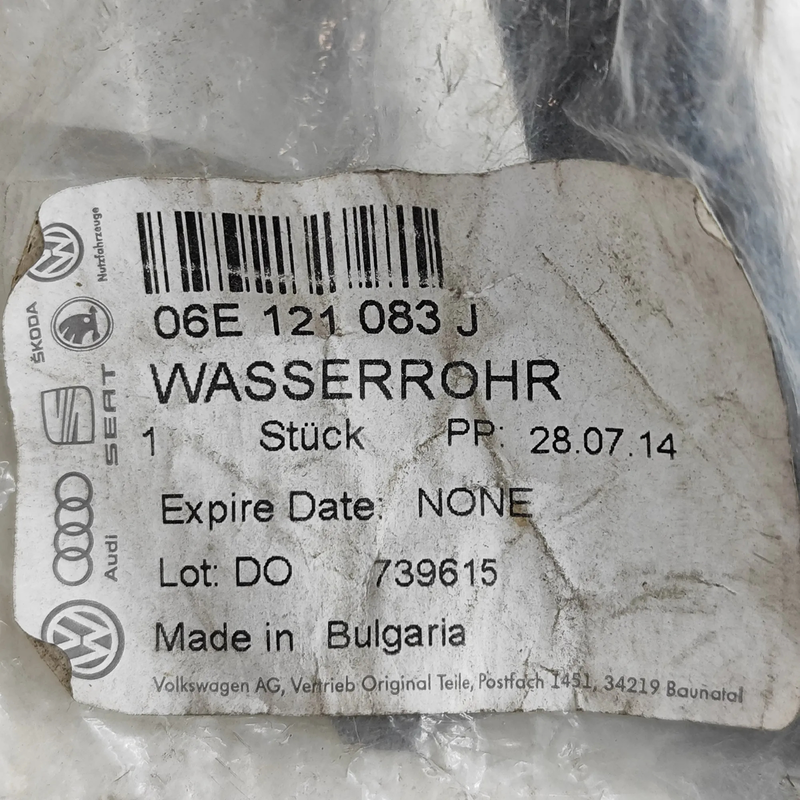 06E 121 083 J
WASSERROHR
1 Stück PP: 28.07.14
Expire Date: NONE
Lot: DO 739615
Made in Bulgaria
Volkswagen AG, Vertrieb Original Teile, Postfach 1451, 34219 Baunatal
Nutzfahrzeuge
ŠKODA
SEAT
Audi